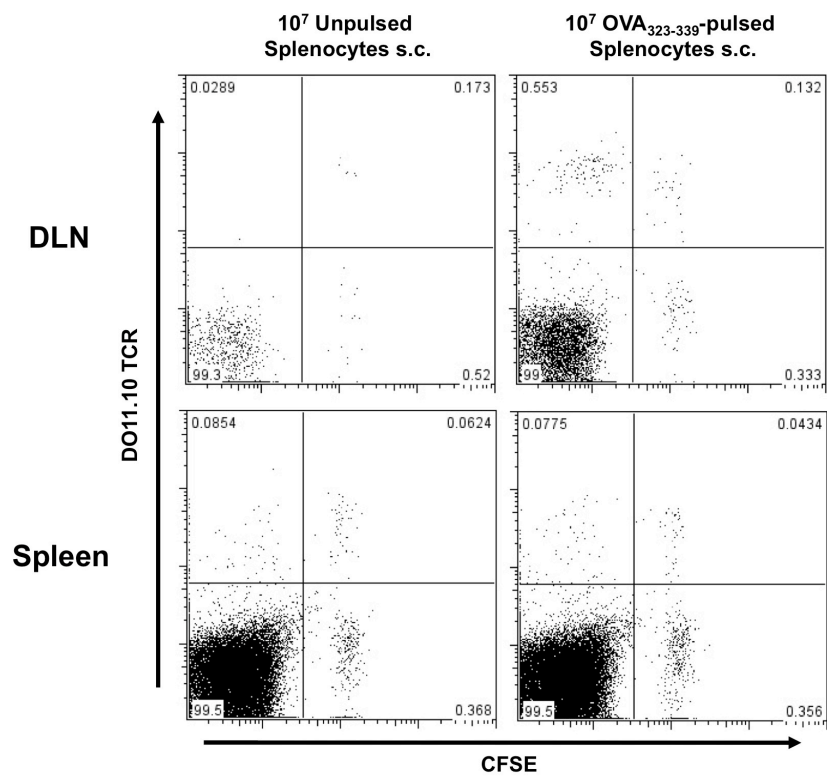 10⁷ Unpulsed
Splenocytes s.c.
10⁷ OVA₃₂₃₋₃₃₉-pulsed
Splenocytes s.c.
0.0289
0.173
0.553
0.132
DLN
99.3
0.52
99
0.333
DO11.10 TCR
0.0854
0.0624
0.0775
0.0434
Spleen
99.5
0.368
99.5
0.356
CFSE